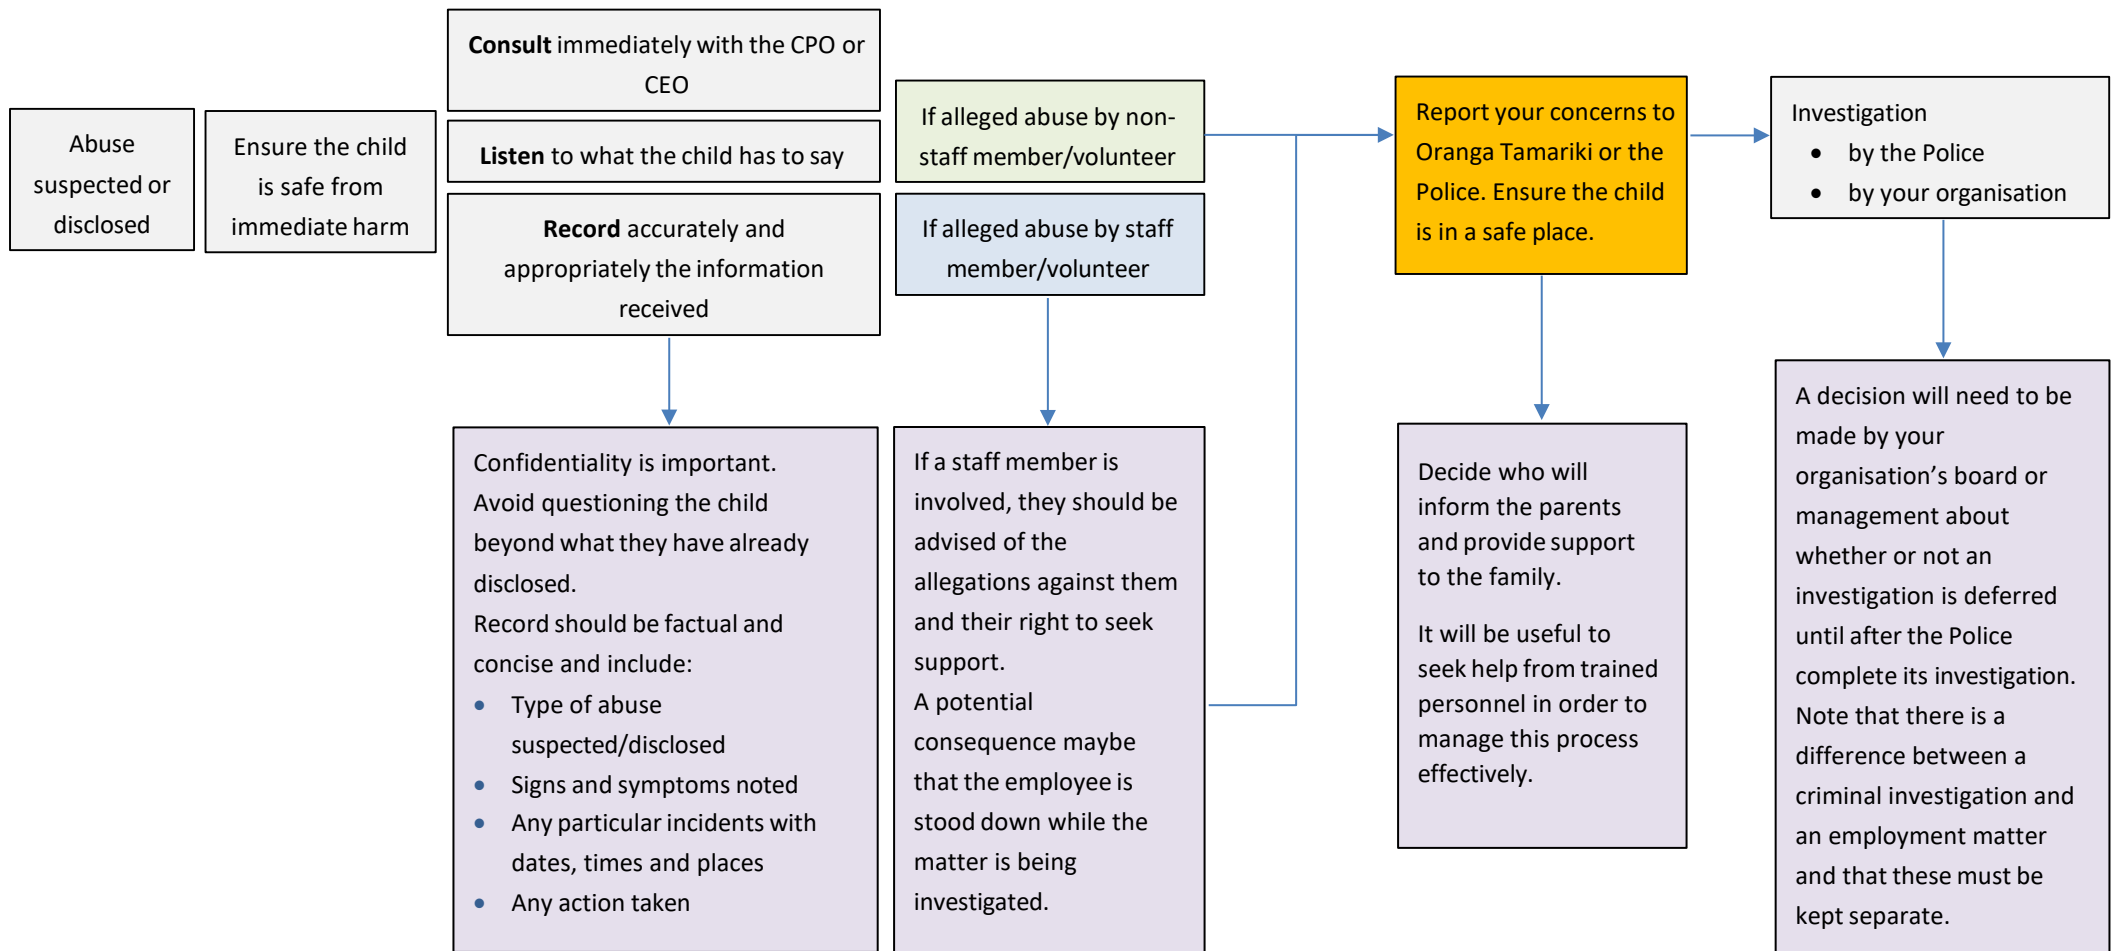 Abuse
suspected or
disclosed
Ensure the child
is safe from
immediate harm
Consult immediately with the CPO or
CEO
Listen to what the child has to say
Record accurately and
appropriately the information
received
Confidentiality is important.
Avoid questioning the child
beyond what they have already
disclosed.
Record should be factual and
concise and include:
• Type of abuse
suspected/disclosed
• Signs and symptoms noted
• Any particular incidents with
dates, times and places
• Any action taken
If alleged abuse by non-
staff member/volunteer
If alleged abuse by staff
member/volunteer
If a staff member is
involved, they should be
advised of the
allegations against them
and their right to seek
support.
A potential
consequence maybe
that the employee is
stood down while the
matter is being
investigated.
Report your concerns to
Oranga Tamariki or the
Police. Ensure the child
is in a safe place.
Decide who will
inform the parents
and provide support
to the family.
It will be useful to
seek help from trained
personnel in order to
manage this process
effectively.
Investigation
• by the Police
• by your organisation
A decision will need to be
made by your
organisation’s board or
management about
whether or not an
investigation is deferred
until after the Police
complete its investigation.
Note that there is a
difference between a
criminal investigation and
an employment matter
and that these must be
kept separate.